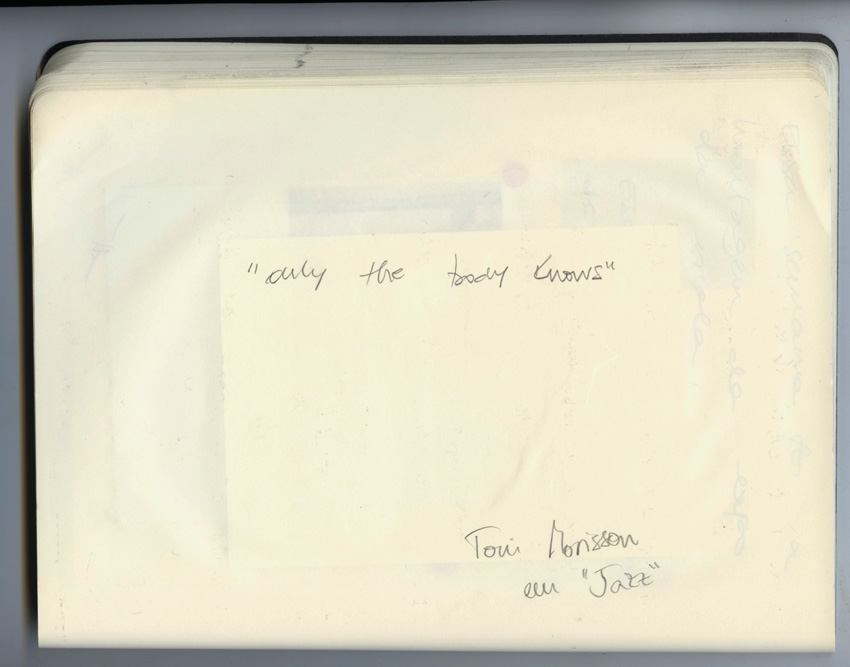 "only the body knows"
Toni Morisson
em "Jazz"